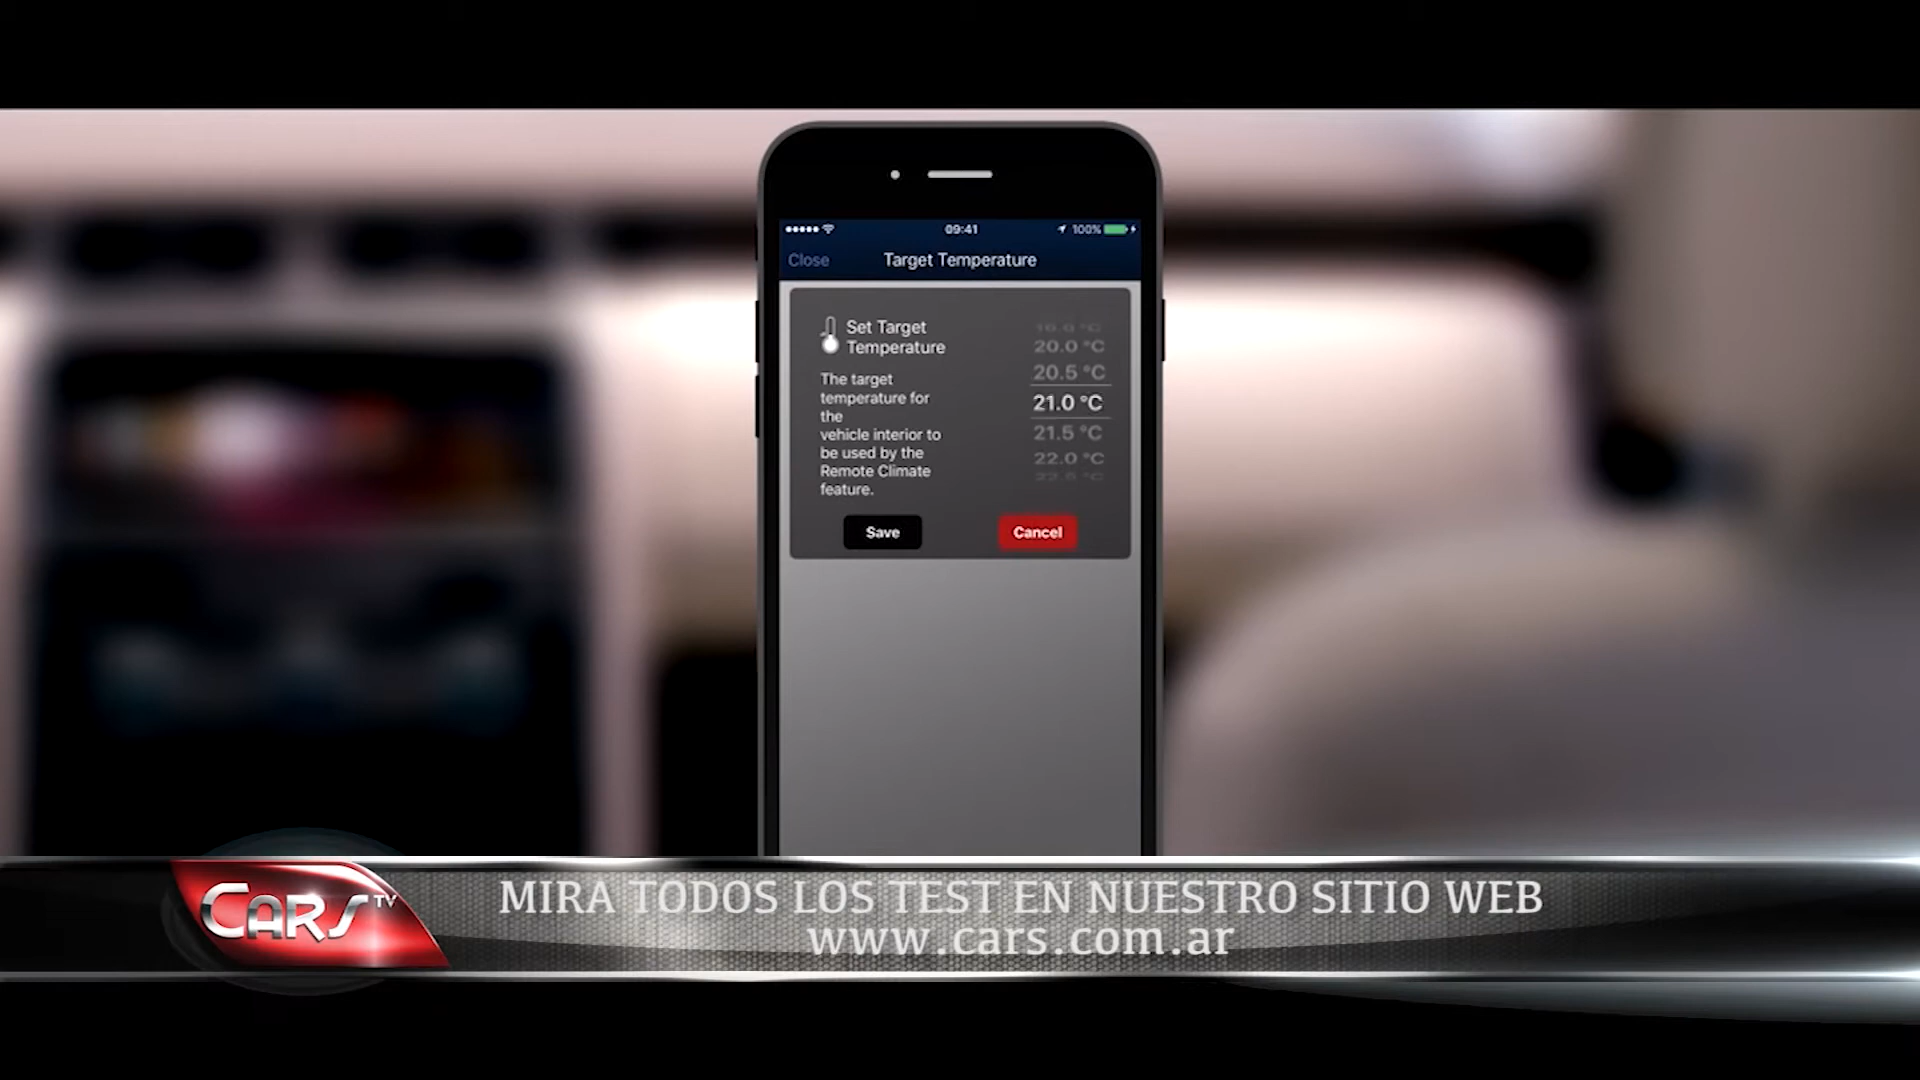 09:41
100%
Close
Target Temperature
Set Target
Temperature
The target
temperature for
the
vehicle interior to
be used by the
Remote Climate
feature.
20.0 °C
20.5 °C
21.0 °C
21.5 °C
22.0 °C
22.5 °C
Save
Cancel
CARS TV
MIRA TODOS LOS TEST EN NUESTRO SITIO WEB
www.cars.com.ar